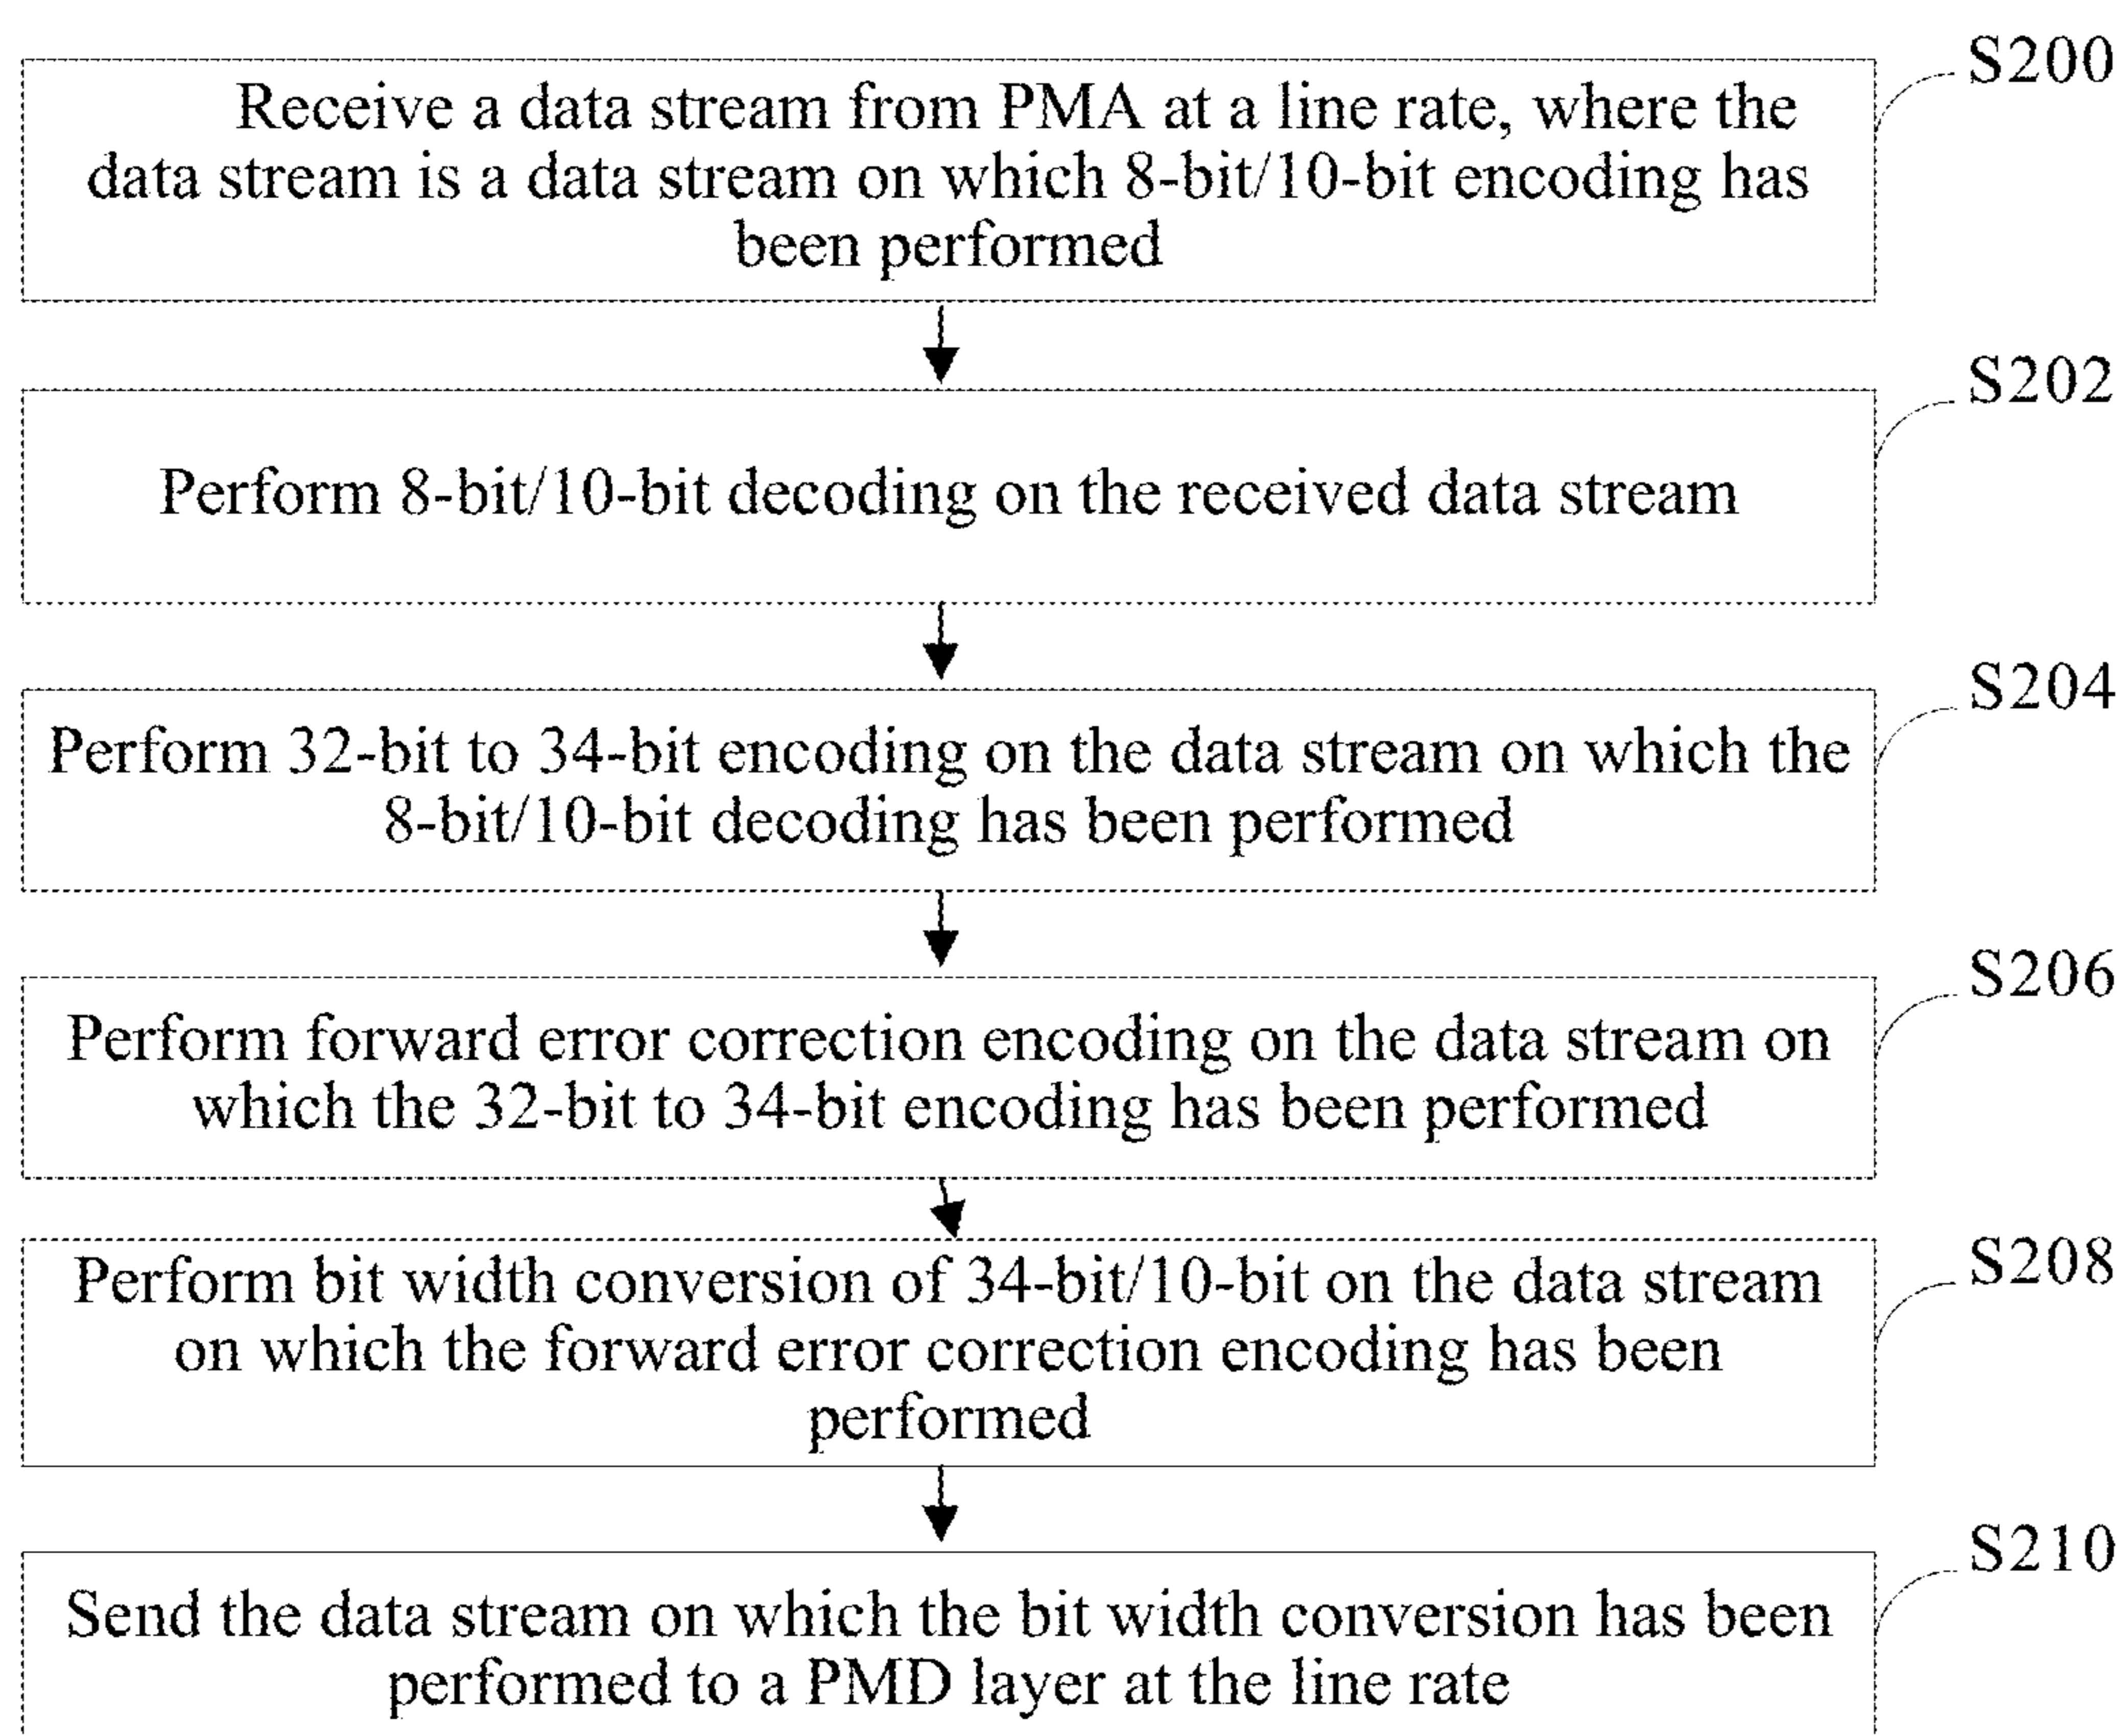 S200
Receive a data stream from PMA at a line rate, where the
data stream is a data stream on which 8-bit/10-bit encoding has
been performed
S202
Perform 8-bit/10-bit decoding on the received data stream
S204
Perform 32-bit to 34-bit encoding on the data stream on which the
8-bit/10-bit decoding has been performed
S206
Perform forward error correction encoding on the data stream on
which the 32-bit to 34-bit encoding has been performed
S208
Perform bit width conversion of 34-bit/10-bit on the data stream
on which the forward error correction encoding has been
performed
S210
Send the data stream on which the bit width conversion has been
performed to a PMD layer at the line rate